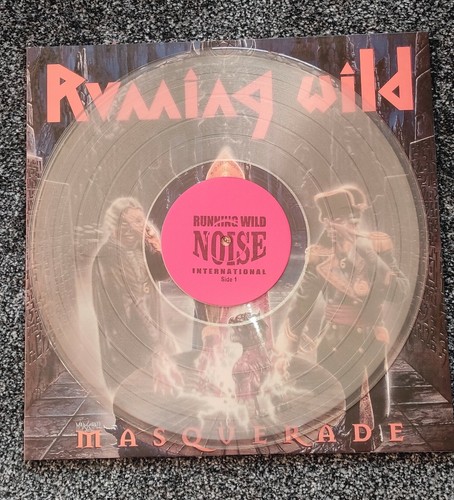 Running Wild
RUNNING WILD
NOISE
INTERNATIONAL
Side 1
MASQUERADE